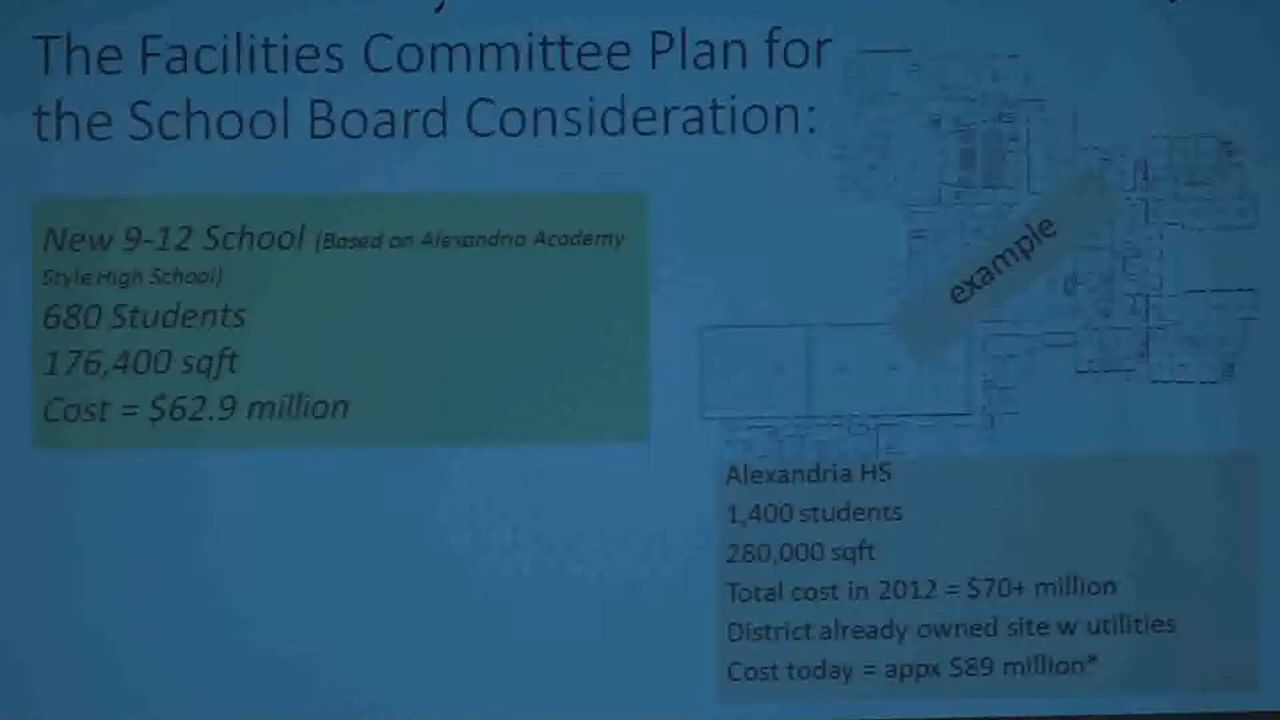 The Facilities Committee Plan for
the School Board Consideration:
New 9-12 School (Based on Alexandria Academy
Style High School)
680 Students
176,400 sqft
Cost = $62.9 million
example
Alexandria HS
1,400 students
280,000 sqft
Total cost in 2012 = $70+ million
District already owned site w utilities
Cost today = appx $89 million*